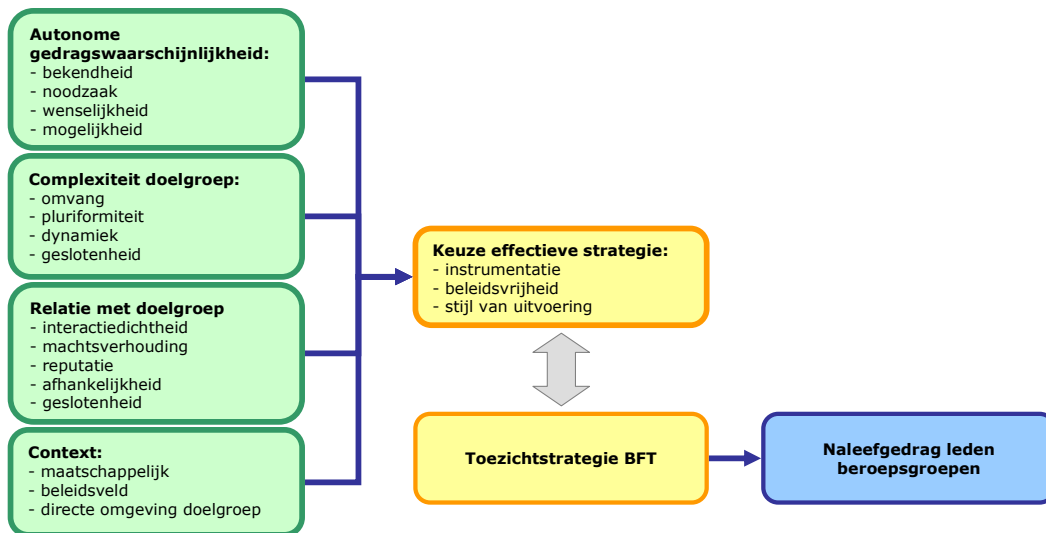 Autonome
gedragswaarschijnlijkheid:
- bekendheid
- noodzaak
- wenselijkheid
- mogelijkheid
Complexiteit doelgroep:
- omvang
- pluriformiteit
- dynamiek
- geslotenheid
Relatie met doelgroep
- interactiedichtheid
- machtsverhouding
- reputatie
- afhankelijkheid
- geslotenheid
Context:
- maatschappelijk
- beleidsveld
- directe omgeving doelgroep
Keuze effectieve strategie:
- instrumentatie
- beleidsvrijheid
- stijl van uitvoering
Toezichtstrategie BFT
Naleefgedrag leden
beroepsgroepen